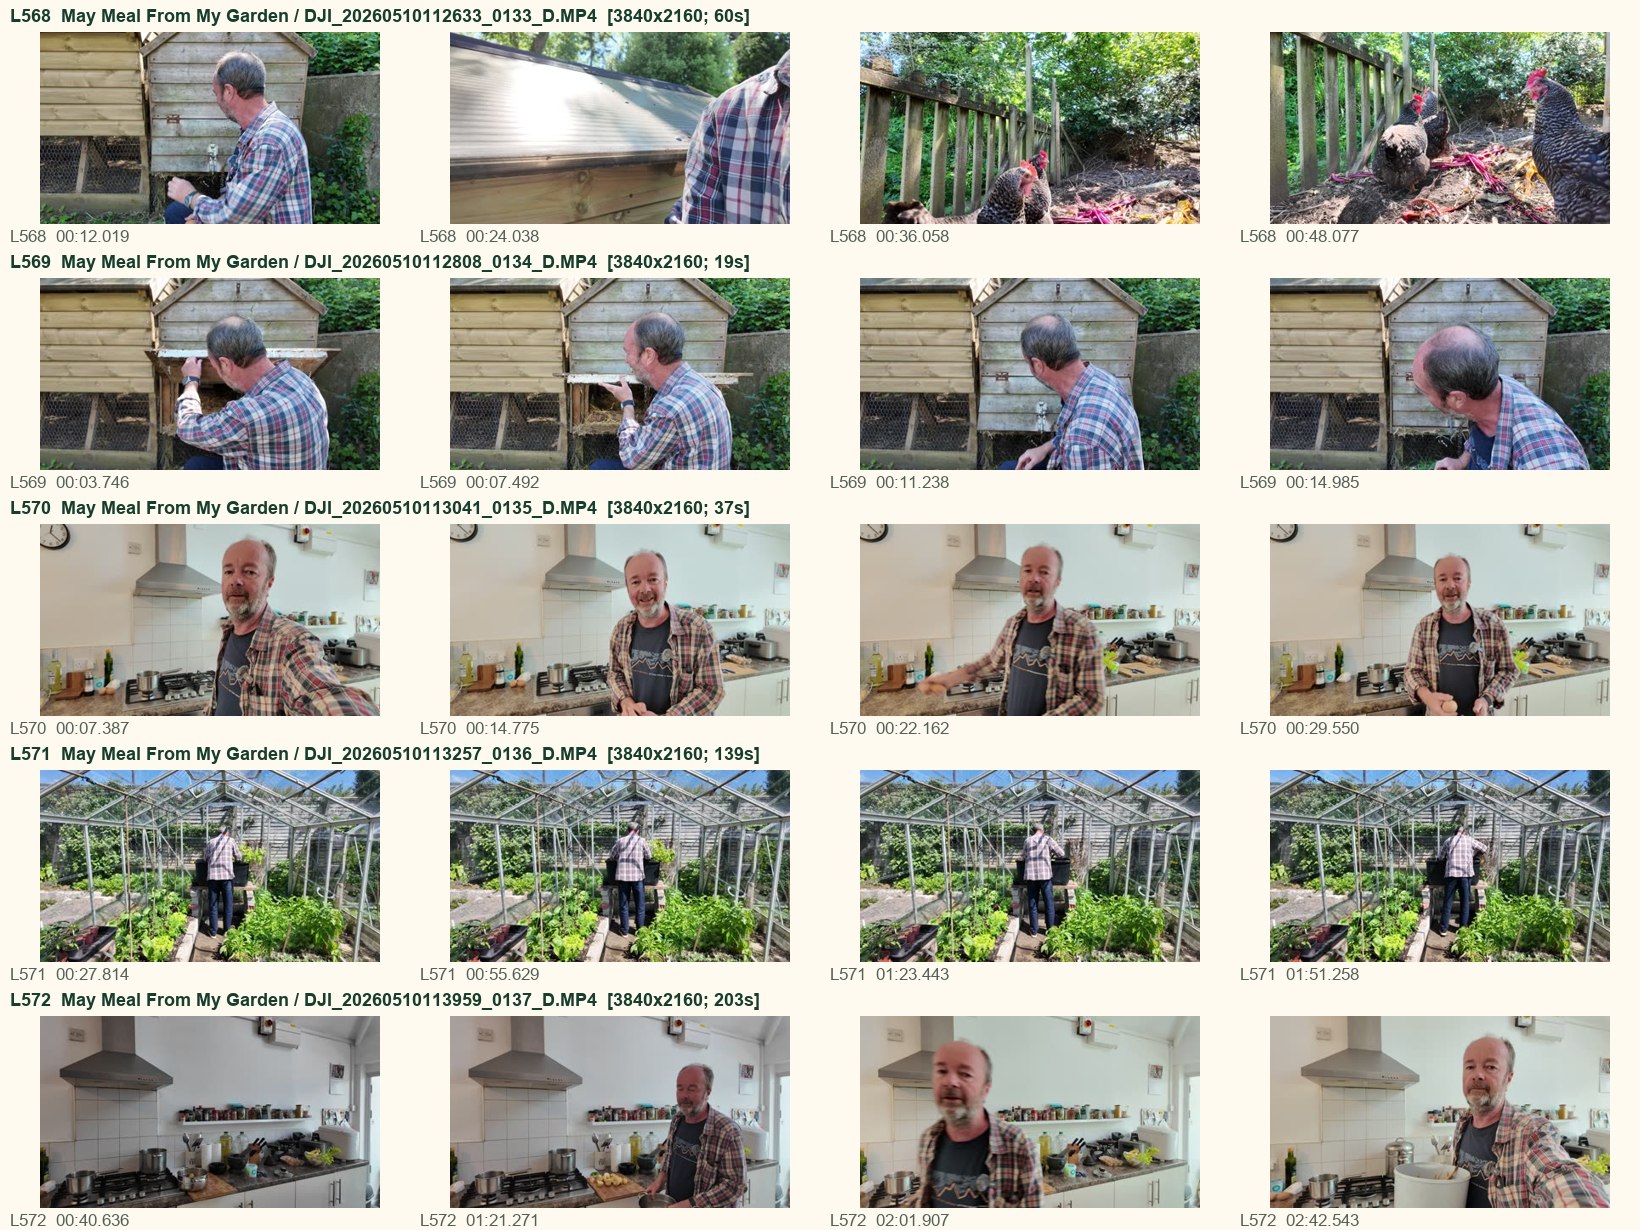 L568 May Meal From My Garden / DJI_20260510112633_0133_D.MP4 [3840x2160; 60s]
L568 00:12.019
L568 00:24.038
L568 00:36.058
L568 00:48.077
L569 May Meal From My Garden / DJI_20260510112808_0134_D.MP4 [3840x2160; 19s]
L569 00:03.746
L569 00:07.492
L569 00:11.238
L569 00:14.985
L570 May Meal From My Garden / DJI_20260510113041_0135_D.MP4 [3840x2160; 37s]
L570 00:07.387
L570 00:14.775
L570 00:22.162
L570 00:29.550
L571 May Meal From My Garden / DJI_20260510113257_0136_D.MP4 [3840x2160; 139s]
L571 00:27.814
L571 00:55.629
L571 01:23.443
L571 01:51.258
L572 May Meal From My Garden / DJI_20260510113959_0137_D.MP4 [3840x2160; 203s]
L572 00:40.636
L572 01:21.271
L572 02:01.907
L572 02:42.543